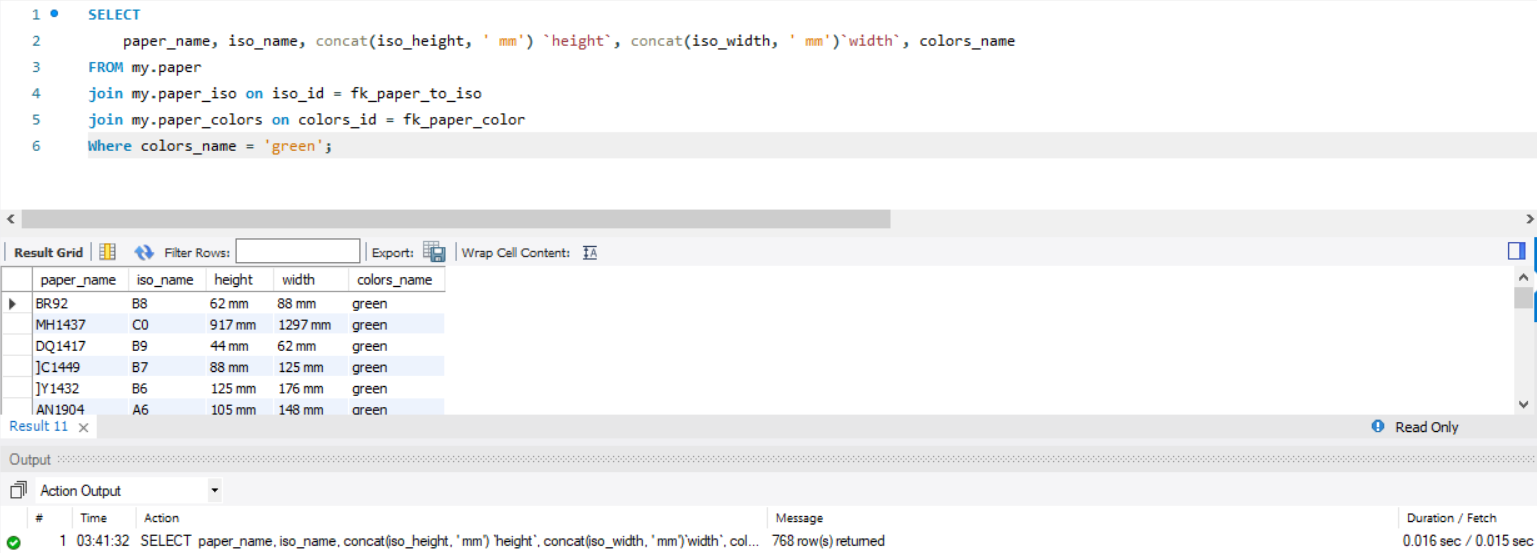 1 SELECT
2 paper_name, iso_name, concat(iso_height, ' mm') `height`, concat(iso_width, ' mm')`width`, colors_name
3 FROM my.paper
4 join my.paper_iso on iso_id = fk_paper_to_iso
5 join my.paper_colors on colors_id = fk_paper_color
6 Where colors_name = 'green';
Result Grid Filter Rows: Export: Wrap Cell Content:
paper_name iso_name height width colors_name
BR92 B8 62 mm 88 mm green
MH1437 C0 917 mm 1297 mm green
DQ1417 B9 44 mm 62 mm green
]C1449 B7 88 mm 125 mm green
]Y1432 B6 125 mm 176 mm green
AN1904 A6 105 mm 148 mm green
Result 11 Read Only
Output
Action Output
# Time Action Message Duration / Fetch
1 03:41:32 SELECT paper_name, iso_name, concat(iso_height, ' mm') `height`, concat(iso_width, ' mm')`width`, col... 768 row(s) returned 0.016 sec / 0.015 sec